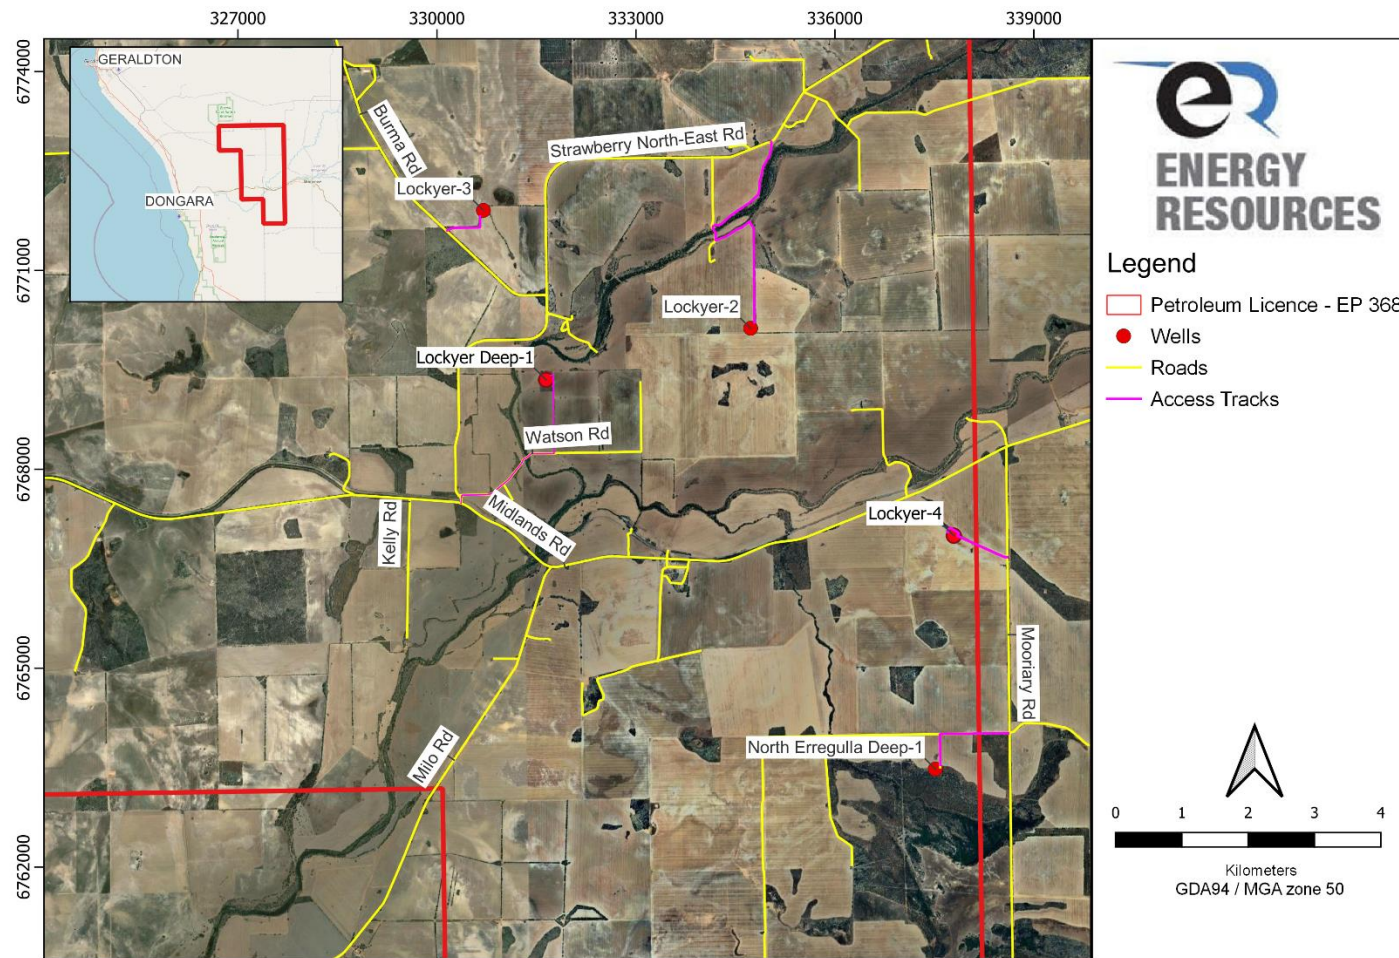 327000
330000
333000
336000
339000
6774000
6771000
6768000
6765000
6762000
GERALDTON
DONGARA
Burma Rd
Strawberry North-East Rd
Lockyer-3
Lockyer-2
Lockyer Deep-1
Watson Rd
Midlands Rd
Kelly Rd
Lockyer-4
Mooriary Rd
North Erregulla Deep-1
Milo Rd
eR
ENERGY
RESOURCES
Legend
Petroleum Licence - EP 368
Wells
Roads
Access Tracks
0 1 2 3 4
Kilometers
GDA94 / MGA zone 50